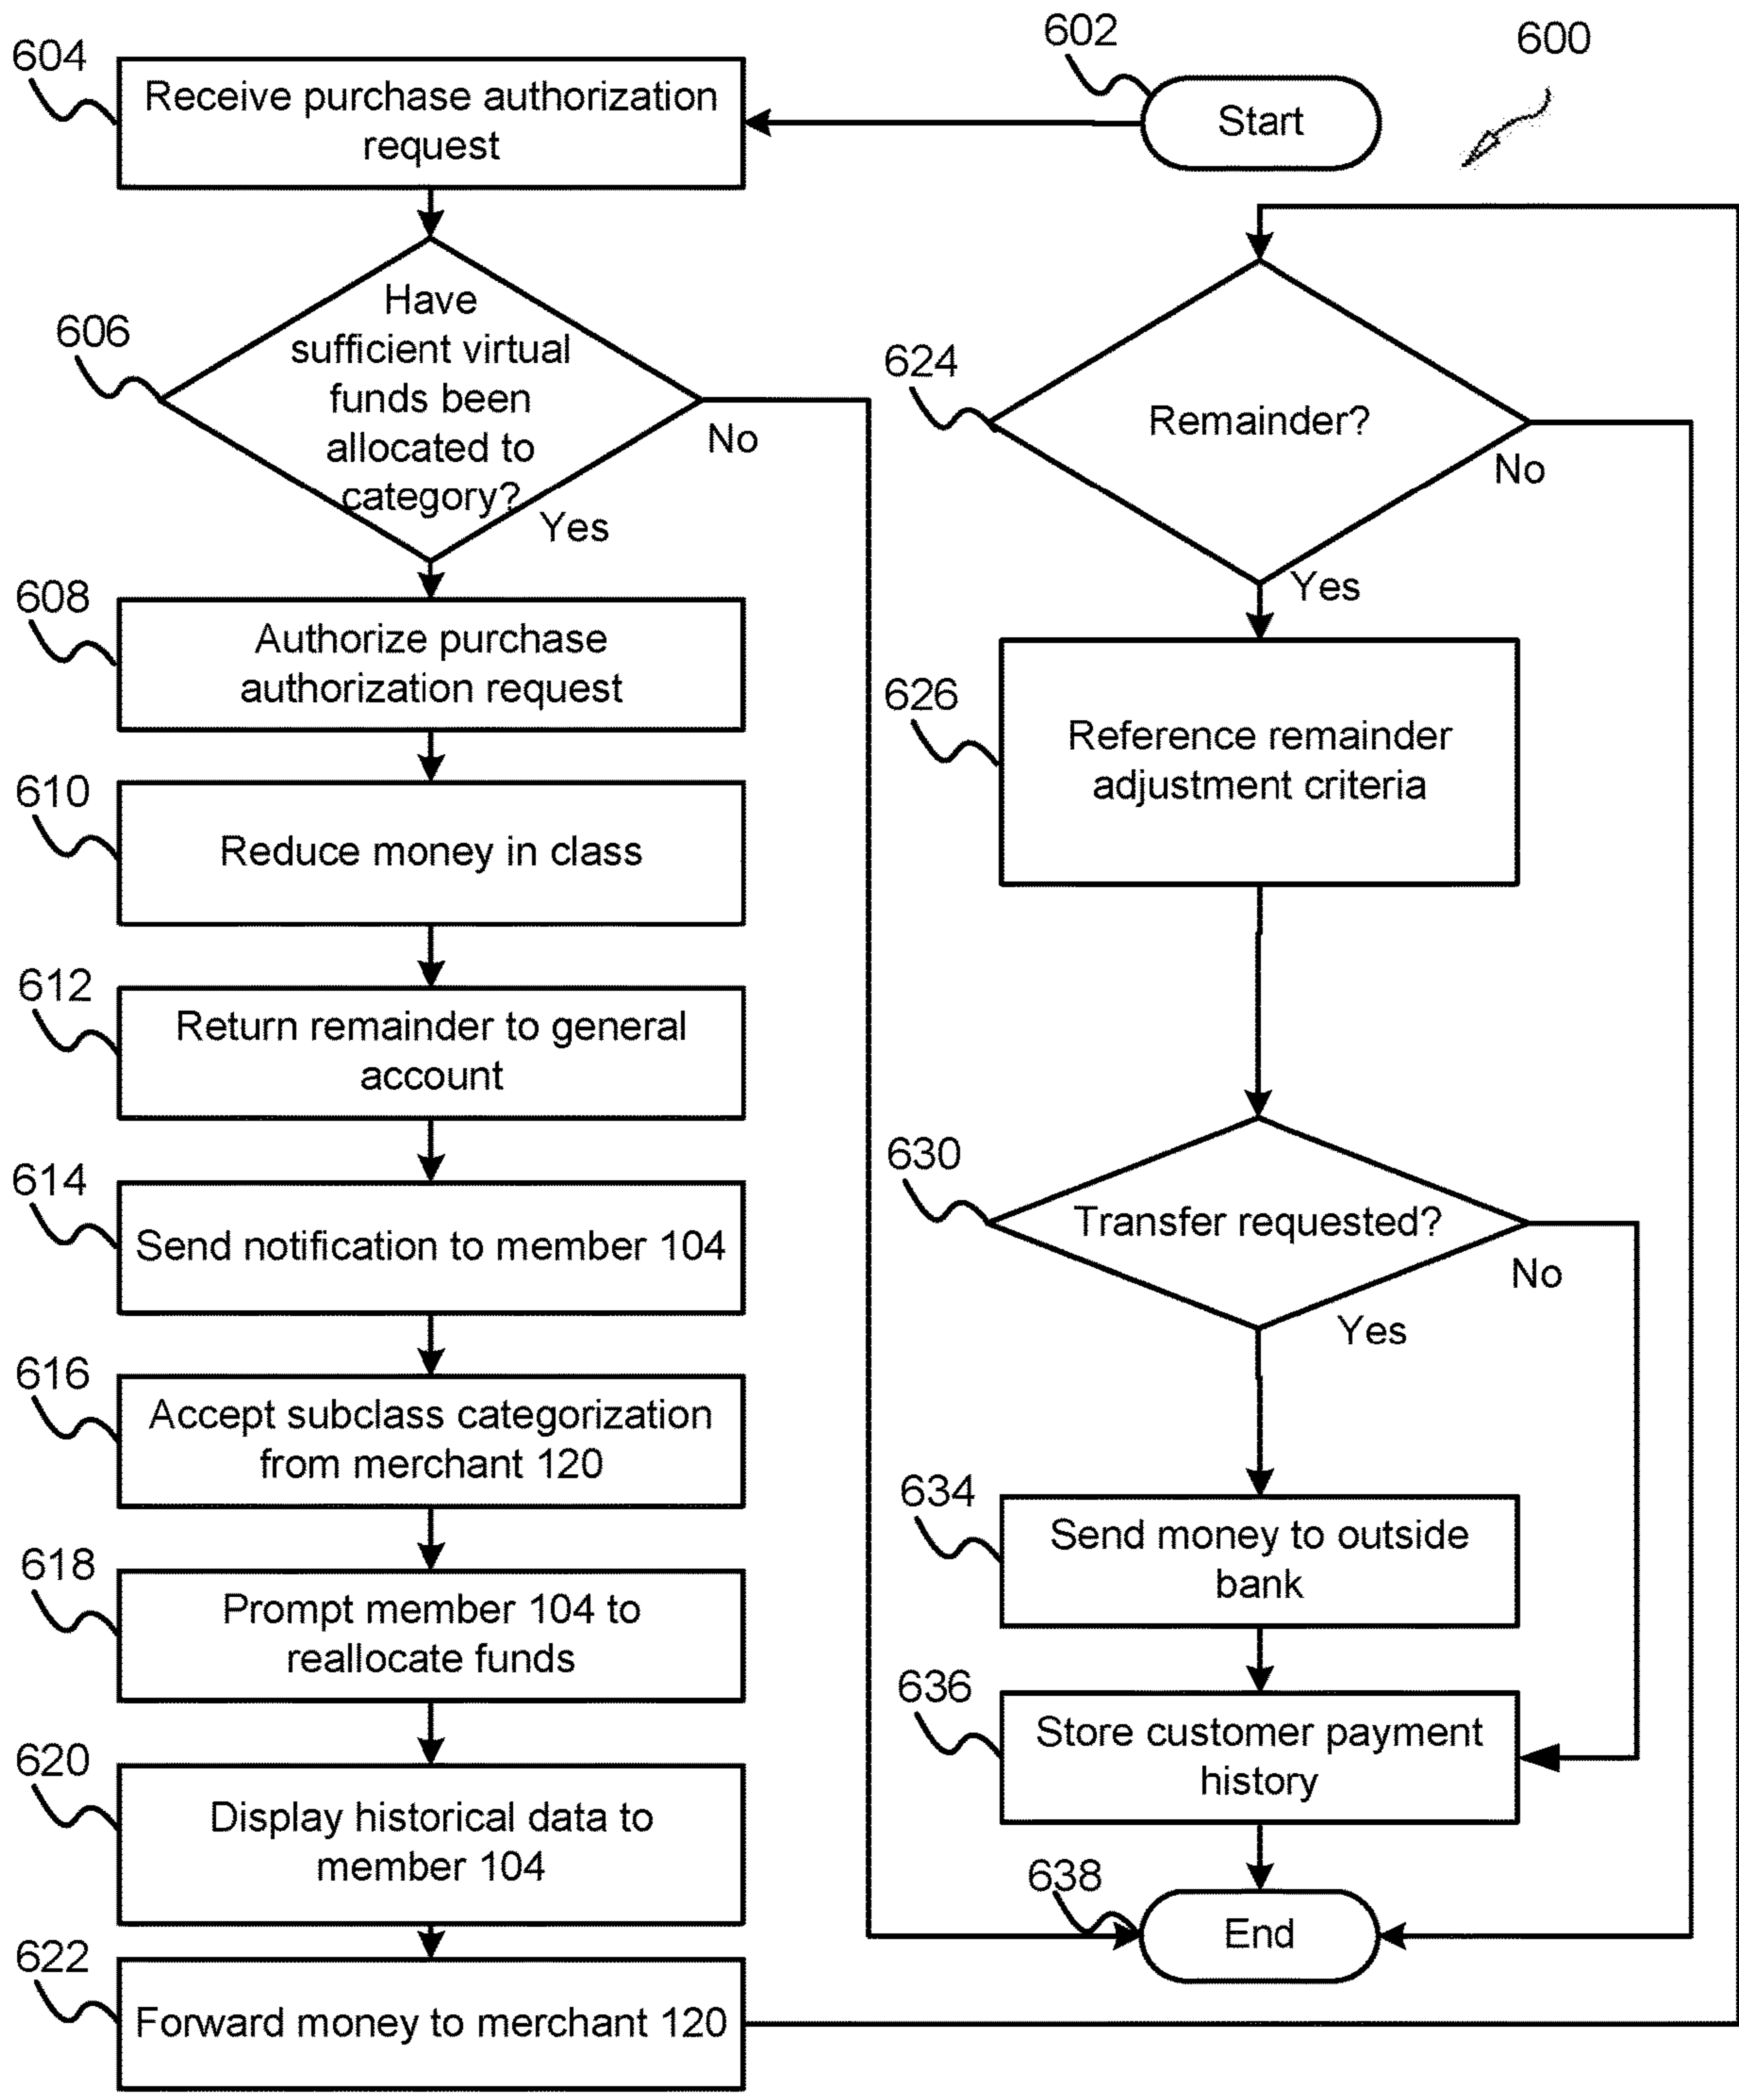 600
602
Start
604
Receive purchase authorization
request
606
Have
sufficient virtual
funds been
allocated to
category?
No
Yes
608
Authorize purchase
authorization request
610
Reduce money in class
612
Return remainder to general
account
614
Send notification to member 104
616
Accept subclass categorization
from merchant 120
618
Prompt member 104 to
reallocate funds
620
Display historical data to
member 104
622
Forward money to merchant 120
624
Remainder?
No
Yes
626
Reference remainder
adjustment criteria
630
Transfer requested?
No
Yes
634
Send money to outside
bank
636
Store customer payment
history
638
End